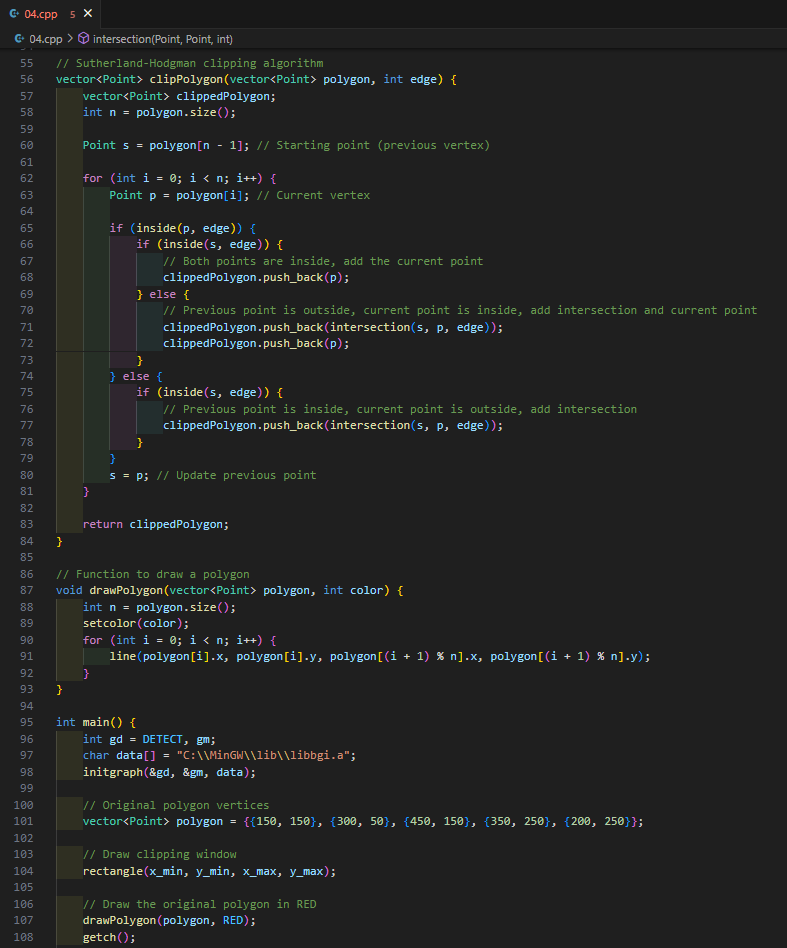 04.cpp 5 ×
04.cpp > intersection(Point, Point, int)
55 // Sutherland-Hodgman clipping algorithm
56 vector<Point> clipPolygon(vector<Point> polygon, int edge) {
57     vector<Point> clippedPolygon;
58     int n = polygon.size();
59
60     Point s = polygon[n - 1]; // Starting point (previous vertex)
61
62     for (int i = 0; i < n; i++) {
63         Point p = polygon[i]; // Current vertex
64
65         if (inside(p, edge)) {
66             if (inside(s, edge)) {
67                 // Both points are inside, add the current point
68                 clippedPolygon.push_back(p);
69             } else {
70                 // Previous point is outside, current point is inside, add intersection and current point
71                 clippedPolygon.push_back(intersection(s, p, edge));
72                 clippedPolygon.push_back(p);
73             }
74         } else {
75             if (inside(s, edge)) {
76                 // Previous point is inside, current point is outside, add intersection
77                 clippedPolygon.push_back(intersection(s, p, edge));
78             }
79         }
80         s = p; // Update previous point
81     }
82
83     return clippedPolygon;
84 }
85
86 // Function to draw a polygon
87 void drawPolygon(vector<Point> polygon, int color) {
88     int n = polygon.size();
89     setcolor(color);
90     for (int i = 0; i < n; i++) {
91         line(polygon[i].x, polygon[i].y, polygon[(i + 1) % n].x, polygon[(i + 1) % n].y);
92     }
93 }
94
95 int main() {
96     int gd = DETECT, gm;
97     char data[] = "C:\\MinGW\\lib\\libbgi.a";
98     initgraph(&gd, &gm, data);
99
100     // Original polygon vertices
101     vector<Point> polygon = {{150, 150}, {300, 50}, {450, 150}, {350, 250}, {200, 250}};
102
103     // Draw clipping window
104     rectangle(x_min, y_min, x_max, y_max);
105
106     // Draw the original polygon in RED
107     drawPolygon(polygon, RED);
108     getch();